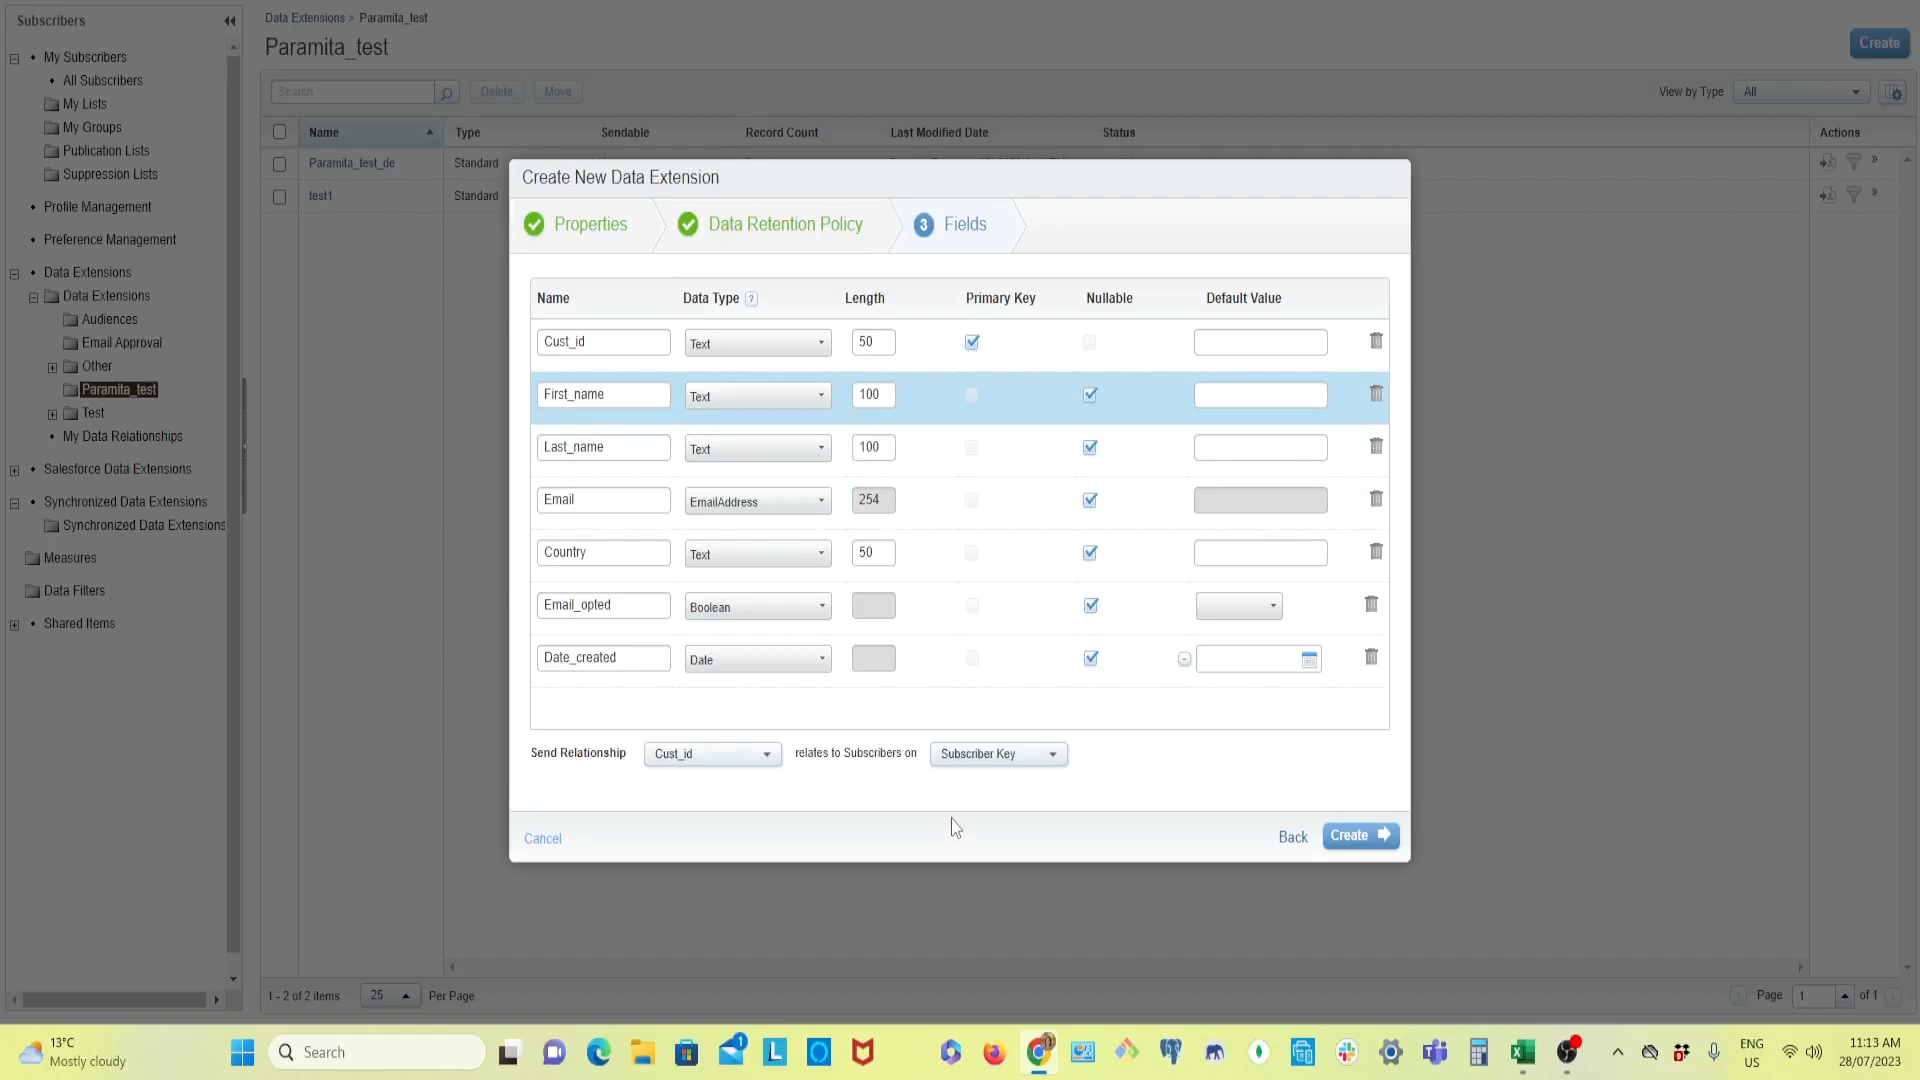 Subscribers
My Subscribers
All Subscribers
My Lists
My Groups
Publication Lists
Suppression Lists
Profile Management
Preference Management
Data Extensions
Data Extensions
Audiences
Email Approval
Other
Paramita_test
Test
My Data Relationships
Salesforce Data Extensions
Synchronized Data Extensions
Synchronized Data Extensions
Measures
Data Filters
Shared Items
Data Extensions > Paramita_test
Paramita_test
Create
Search
Delete
Move
View by Type
All
Name Type Sendable Record Count Last Modified Date Status Actions
Paramita_test_de Standard
test1 Standard
Create New Data Extension
Properties
Data Retention Policy
3 Fields
Name Data Type ? Length Primary Key Nullable Default Value
Cust_id Text 50
First_name Text 100
Last_name Text 100
Email EmailAddress 254
Country Text 50
Email_opted Boolean
Date_created Date
Send Relationship Cust_id relates to Subscribers on Subscriber Key
Cancel
Back
Create
1 - 2 of 2 items
25
Per Page
Page 1 of 1
13°C
Mostly cloudy
Search
1
ENG
US
11:13 AM
28/07/2023